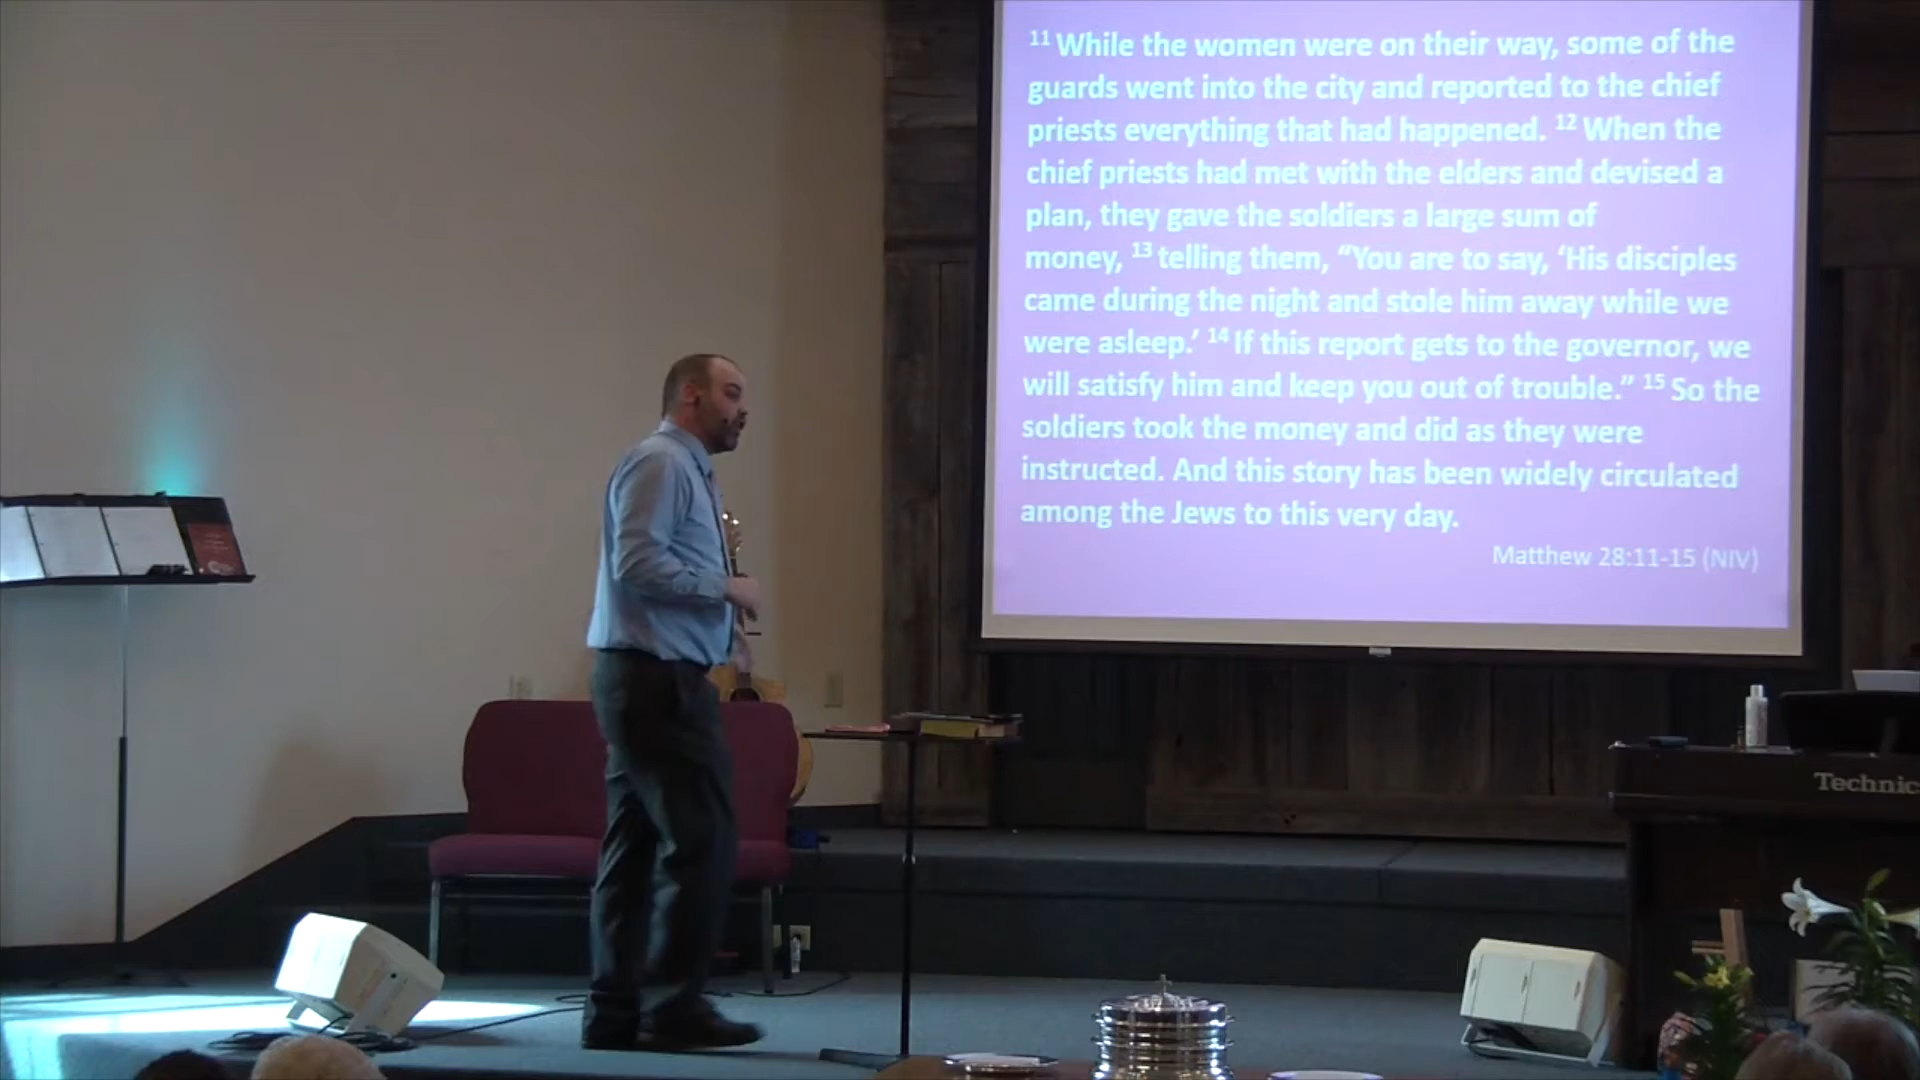 11 While the women were on their way, some of the
guards went into the city and reported to the chief
priests everything that had happened. 12 When the
chief priests had met with the elders and devised a
plan, they gave the soldiers a large sum of
money, 13 telling them, “You are to say, ‘His disciples
came during the night and stole him away while we
were asleep.’ 14 If this report gets to the governor, we
will satisfy him and keep you out of trouble.” 15 So the
soldiers took the money and did as they were
instructed. And this story has been widely circulated
among the Jews to this very day.
Matthew 28:11-15 (NIV)
Technic